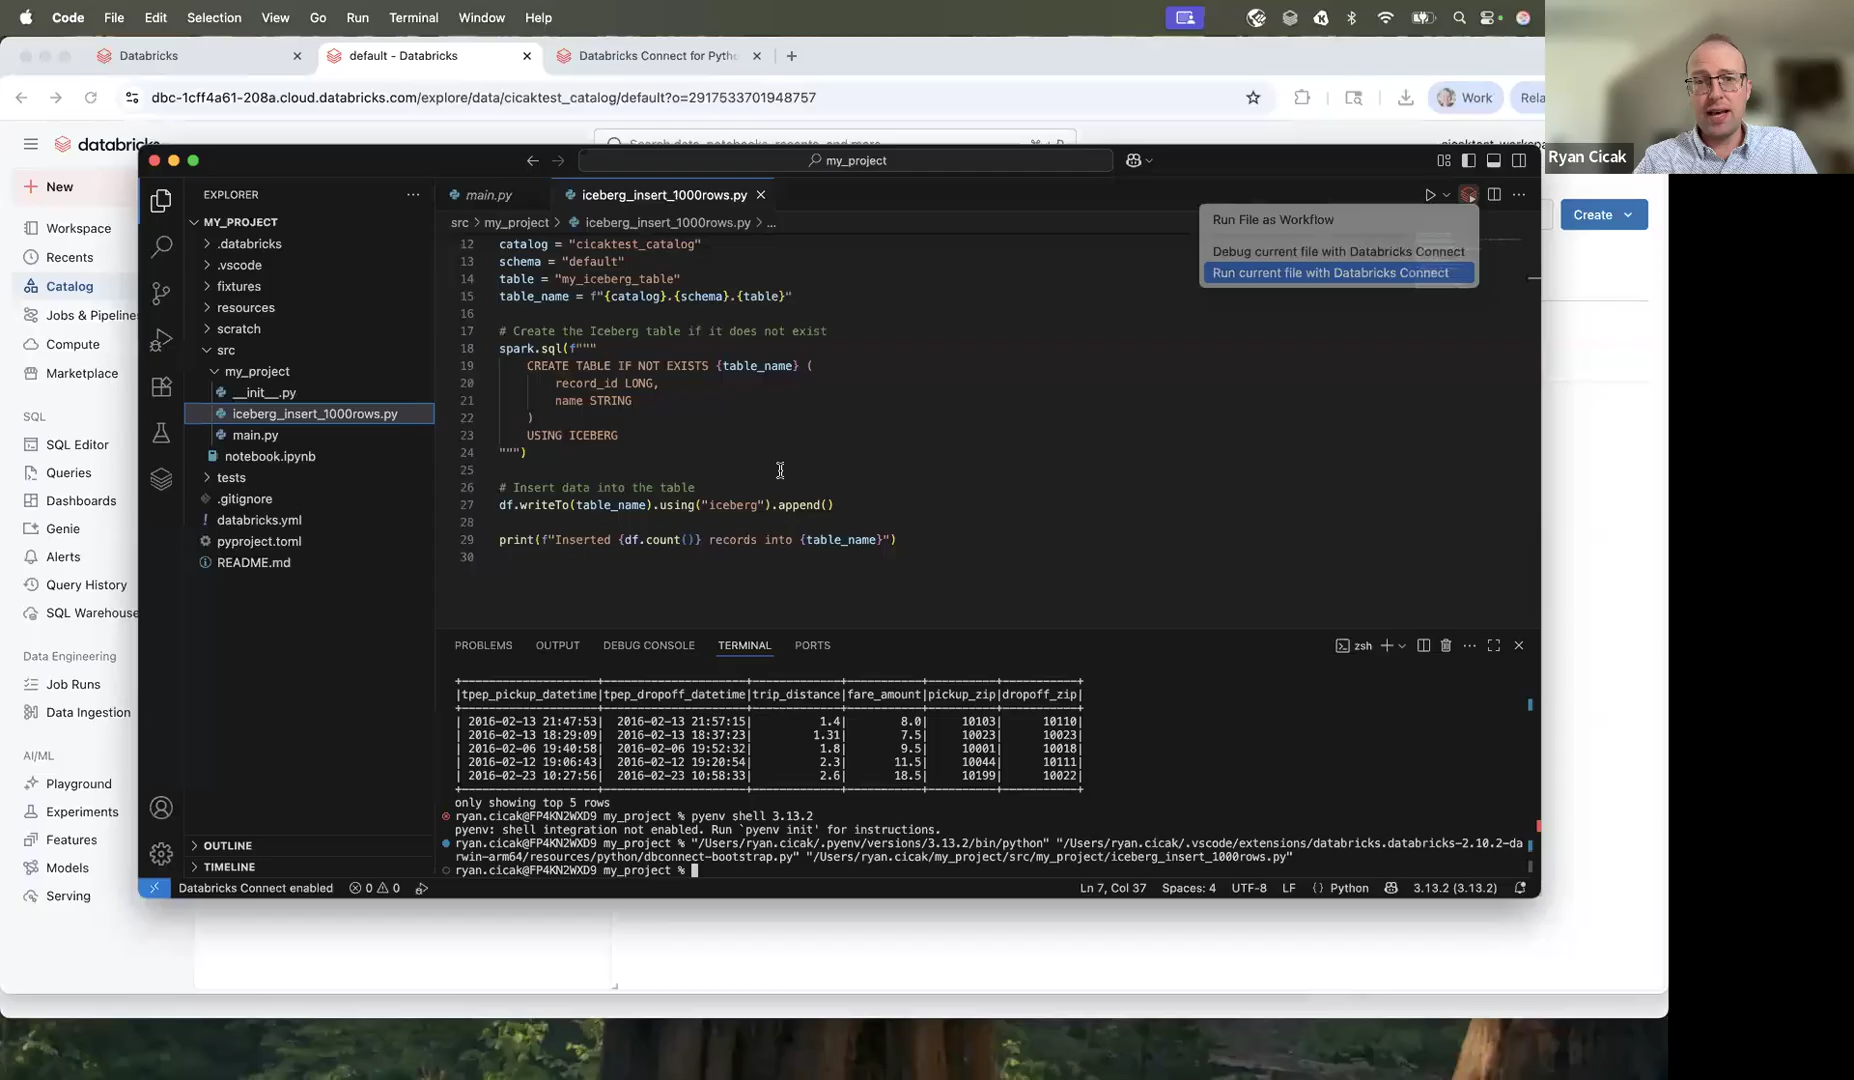 Code File Edit Selection View Go Run Terminal Window Help
Databricks
default - Databricks
Databricks Connect for Pytho
dbc-1cff4a61-208a.cloud.databricks.com/explore/data/cicaktest_catalog/default?o=2917533701948757
Work
Rela
databricks
Search data, notebooks, recents, and more...
my_project
Ryan Cicak
New
Workspace
Recents
Catalog
Jobs & Pipeline
Compute
Marketplace
SQL
SQL Editor
Queries
Dashboards
Genie
Alerts
Query History
SQL Warehouse
Data Engineering
Job Runs
Data Ingestion
AI/ML
Playground
Experiments
Features
Models
Serving
Create
EXPLORER
MY_PROJECT
.databricks
.vscode
fixtures
resources
scratch
src
my_project
__init__.py
iceberg_insert_1000rows.py
main.py
notebook.ipynb
tests
.gitignore
! databricks.yml
pyproject.toml
README.md
OUTLINE
TIMELINE
main.py
iceberg_insert_1000rows.py
src > my_project > iceberg_insert_1000rows.py > ...
Run File as Workflow
Debug current file with Databricks Connect
Run current file with Databricks Connect
12 catalog = "cicaktest_catalog"
13 schema = "default"
14 table = "my_iceberg_table"
15 table_name = f"{catalog}.{schema}.{table}"
16
17 # Create the Iceberg table if it does not exist
18 spark.sql(f"""
19 CREATE TABLE IF NOT EXISTS {table_name} (
20 record_id LONG,
21 name STRING
22 )
23 USING ICEBERG
24 """)
25
26 # Insert data into the table
27 df.writeTo(table_name).using("iceberg").append()
28
29 print(f"Inserted {df.count()} records into {table_name}")
30
PROBLEMS OUTPUT DEBUG CONSOLE TERMINAL PORTS
zsh
|tpep_pickup_datetime|tpep_dropoff_datetime|trip_distance|fare_amount|pickup_zip|dropoff_zip|
| 2016-02-13 21:47:53| 2016-02-13 21:57:15| 1.4| 8.0| 10103| 10110|
| 2016-02-13 18:29:09| 2016-02-13 18:37:23| 1.31| 7.5| 10023| 10023|
| 2016-02-06 19:40:58| 2016-02-06 19:52:32| 1.8| 9.5| 10001| 10018|
| 2016-02-12 19:06:43| 2016-02-12 19:20:54| 2.3| 11.5| 10044| 10111|
| 2016-02-23 10:27:56| 2016-02-23 10:58:33| 2.6| 18.5| 10199| 10022|
only showing top 5 rows
ryan.cicak@FP4KN2WXD9 my_project % pyenv shell 3.13.2
pyenv: shell integration not enabled. Run `pyenv init' for instructions.
ryan.cicak@FP4KN2WXD9 my_project % "/Users/ryan.cicak/.pyenv/versions/3.13.2/bin/python" "/Users/ryan.cicak/.vscode/extensions/databricks.databricks-2.10.2-da
rwin-arm64/resources/python/dbconnect-bootstrap.py" "/Users/ryan.cicak/my_project/src/my_project/iceberg_insert_1000rows.py"
ryan.cicak@FP4KN2WXD9 my_project %
Databricks Connect enabled 0 0
Ln 7, Col 37 Spaces: 4 UTF-8 LF {} Python 3.13.2 (3.13.2)